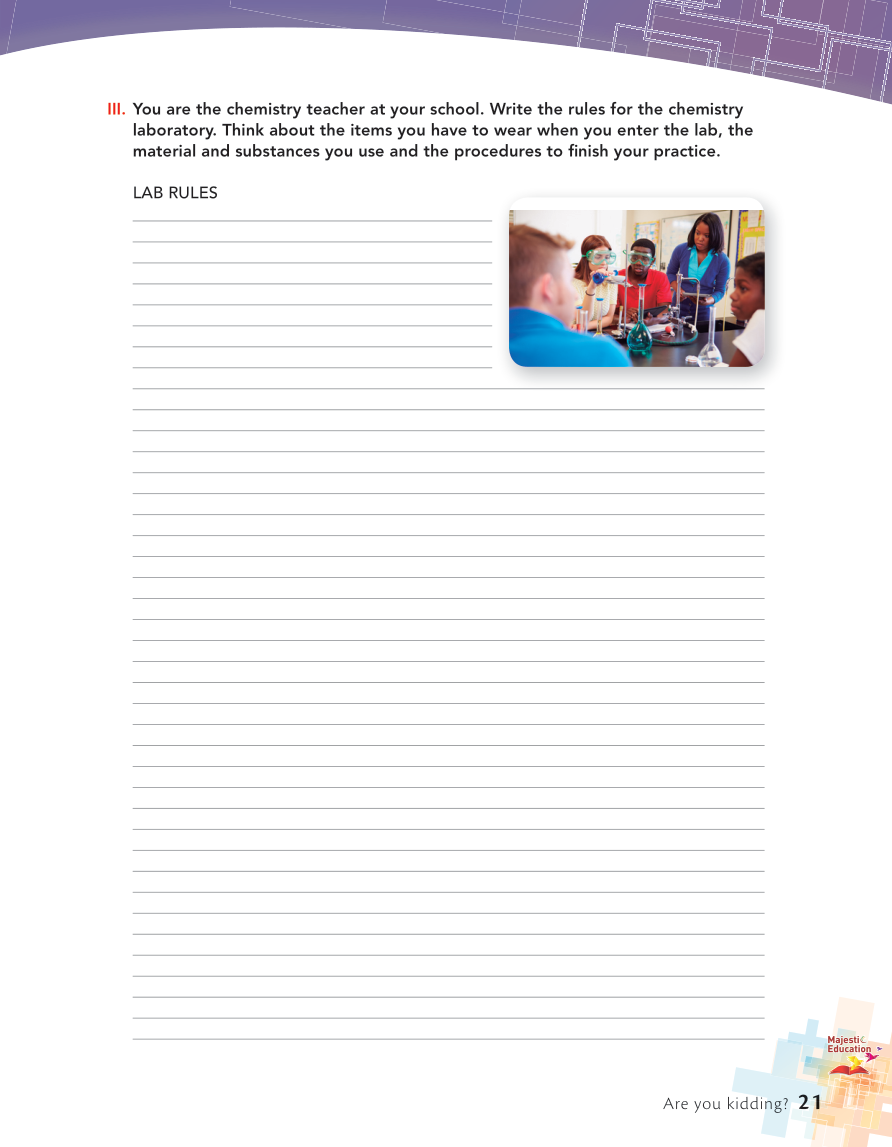 III. You are the chemistry teacher at your school. Write the rules for the chemistry
laboratory. Think about the items you have to wear when you enter the lab, the
material and substances you use and the procedures to finish your practice.
LAB RULES
Majestic
Education
Are you kidding? 21